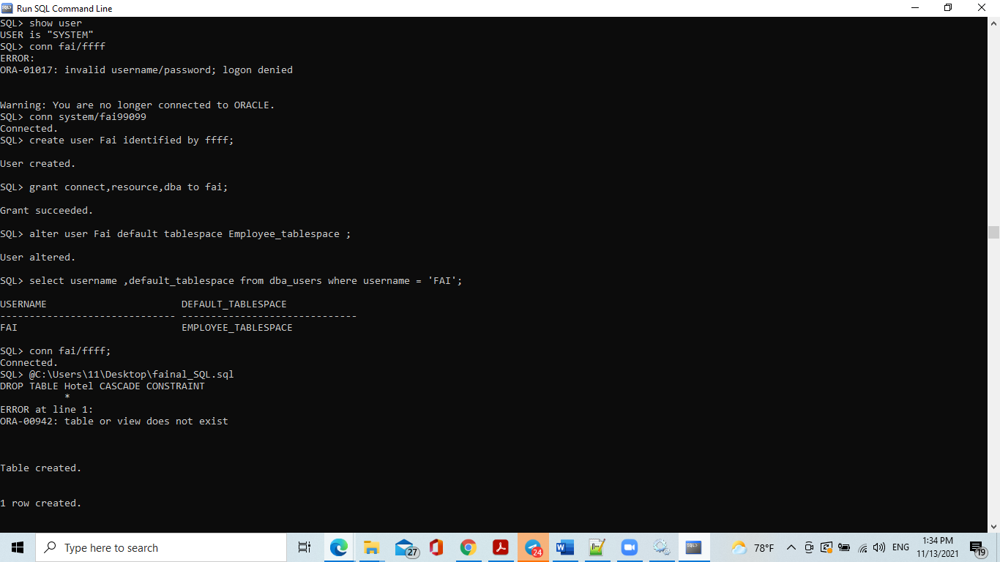 Run SQL Command Line
SQL> show user
USER is "SYSTEM"
SQL> conn fai/ffff
ERROR:
ORA-01017: invalid username/password; logon denied
Warning: You are no longer connected to ORACLE.
SQL> conn system/fai99099
Connected.
SQL> create user Fai identified by ffff;
User created.
SQL> grant connect,resource,dba to fai;
Grant succeeded.
SQL> alter user Fai default tablespace Employee_tablespace ;
User altered.
SQL> select username ,default_tablespace from dba_users where username = 'FAI';
USERNAME                       DEFAULT_TABLESPACE
------------------------------ ------------------------------
FAI                            EMPLOYEE_TABLESPACE
SQL> conn fai/ffff;
Connected.
SQL> @C:\Users\11\Desktop\fainal_SQL.sql
DROP TABLE Hotel CASCADE CONSTRAINT
           *
ERROR at line 1:
ORA-00942: table or view does not exist
Table created.
1 row created.
Type here to search
27
24
78°F
ENG
1:34 PM
11/13/2021
19